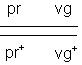 pr vg
pr⁺ vg⁺